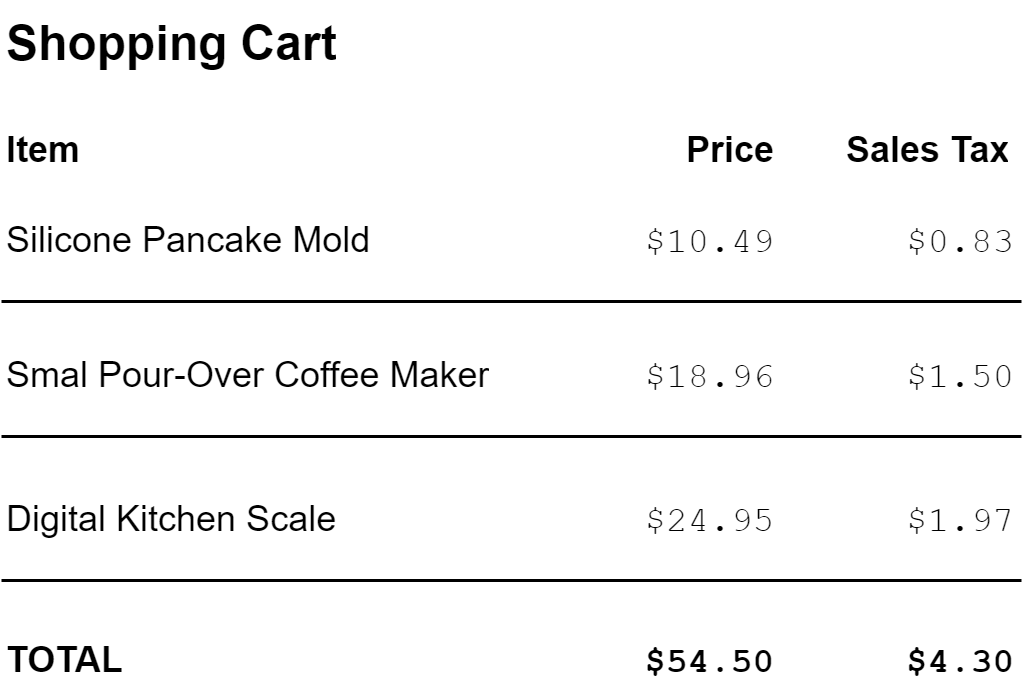 Shopping Cart
Item Price Sales Tax
Silicone Pancake Mold $10.49 $0.83
Smal Pour-Over Coffee Maker $18.96 $1.50
Digital Kitchen Scale $24.95 $1.97
TOTAL $54.50 $4.30